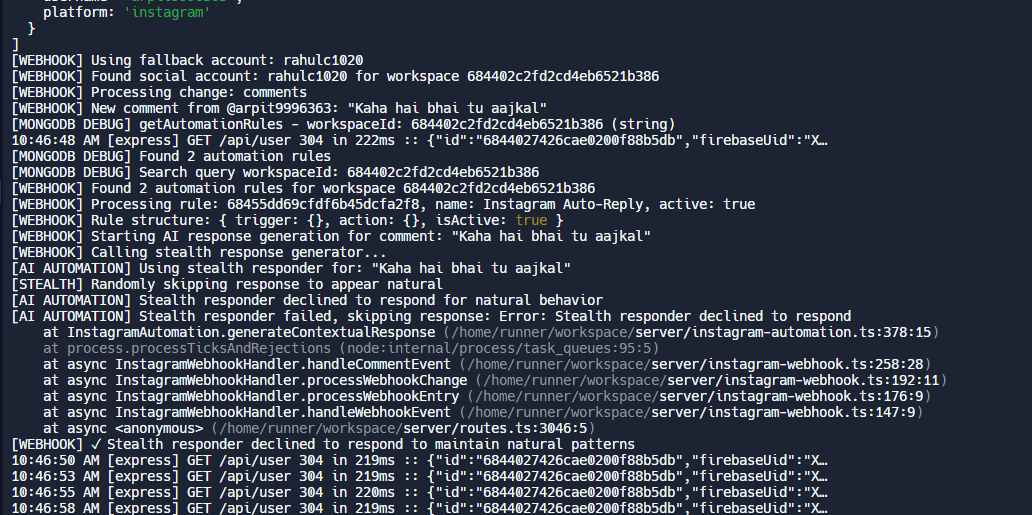 platform: 'instagram'
}
]
[WEBHOOK] Using fallback account: rahulc1020
[WEBHOOK] Found social account: rahulc1020 for workspace 684402c2fd2cd4eb6521b386
[WEBHOOK] Processing change: comments
[WEBHOOK] New comment from @arpit9996363: "Kaha hai bhai tu aajkal"
[MONGODB DEBUG] getAutomationRules - workspaceId: 684402c2fd2cd4eb6521b386 (string)
10:46:48 AM [express] GET /api/user 304 in 222ms :: {"id":"6844027426cae0200f88b5db","firebaseUid":"X…
[MONGODB DEBUG] Found 2 automation rules
[MONGODB DEBUG] Search query workspaceId: 684402c2fd2cd4eb6521b386
[WEBHOOK] Found 2 automation rules for workspace 684402c2fd2cd4eb6521b386
[WEBHOOK] Processing rule: 68455dd69cfdf6b45dcfa2f8, name: Instagram Auto-Reply, active: true
[WEBHOOK] Rule structure: { trigger: {}, action: {}, isActive: true }
[WEBHOOK] Starting AI response generation for comment: "Kaha hai bhai tu aajkal"
[WEBHOOK] Calling stealth response generator...
[AI AUTOMATION] Using stealth responder for: "Kaha hai bhai tu aajkal"
[STEALTH] Randomly skipping response to appear natural
[AI AUTOMATION] Stealth responder declined to respond for natural behavior
[AI AUTOMATION] Stealth responder failed, skipping response: Error: Stealth responder declined to respond
at InstagramAutomation.generateContextualResponse (/home/runner/workspace/server/instagram-automation.ts:378:15)
at process.processTicksAndRejections (node:internal/process/task_queues:95:5)
at async InstagramWebhookHandler.handleCommentEvent (/home/runner/workspace/server/instagram-webhook.ts:258:28)
at async InstagramWebhookHandler.processWebhookChange (/home/runner/workspace/server/instagram-webhook.ts:192:11)
at async InstagramWebhookHandler.processWebhookEntry (/home/runner/workspace/server/instagram-webhook.ts:176:9)
at async InstagramWebhookHandler.handleWebhookEvent (/home/runner/workspace/server/instagram-webhook.ts:147:9)
at async <anonymous> (/home/runner/workspace/server/routes.ts:3046:5)
[WEBHOOK] ✓ Stealth responder declined to respond to maintain natural patterns
10:46:50 AM [express] GET /api/user 304 in 219ms :: {"id":"6844027426cae0200f88b5db","firebaseUid":"X…
10:46:53 AM [express] GET /api/user 304 in 219ms :: {"id":"6844027426cae0200f88b5db","firebaseUid":"X…
10:46:55 AM [express] GET /api/user 304 in 220ms :: {"id":"6844027426cae0200f88b5db","firebaseUid":"X…
10:46:58 AM [express] GET /api/user 304 in 219ms :: {"id":"6844027426cae0200f88b5db","firebaseUid":"X…